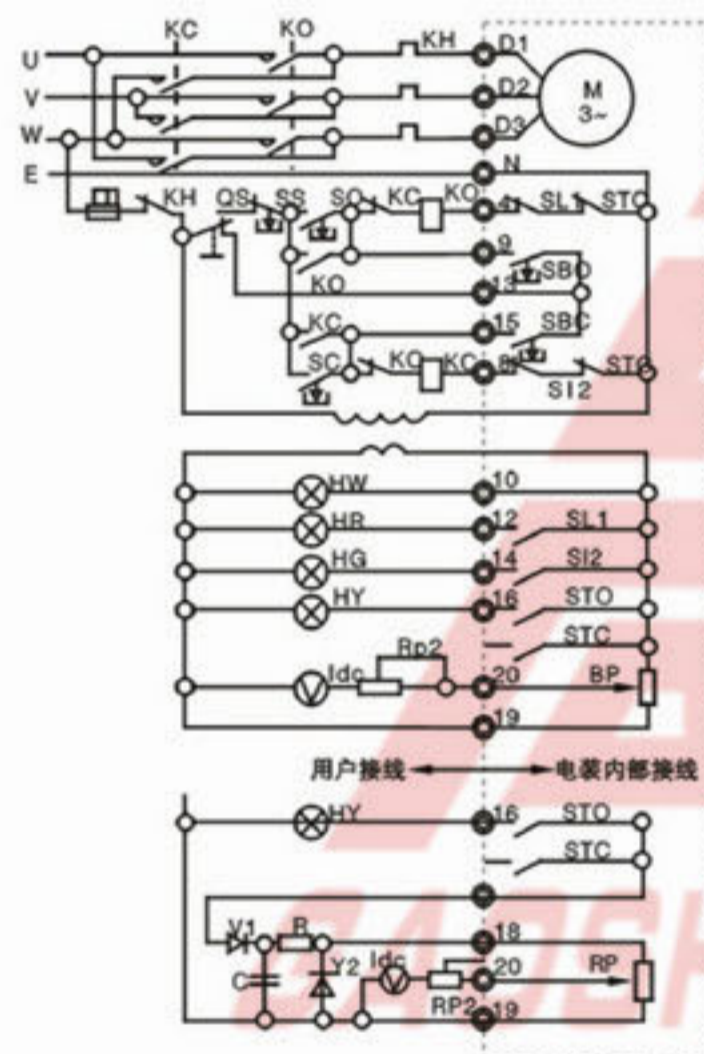 KC KO
U KH D1
V D2 M 3~
W D3
E N
KH QS SS SO KC KO 4 SL1 STO
9
SBO
KO 13
KC 15 SBC
SC KO KC 8 STC
SI2
HW 10
HR 12 SL1
HG 14 SI2
HY 16 STO
STC
Rp2
Idc 20 BP
19
用户接线 电装内部接线
HY 16 STO
STC
V1 R 18
C Y2 Idc 20 RP
RP2 19